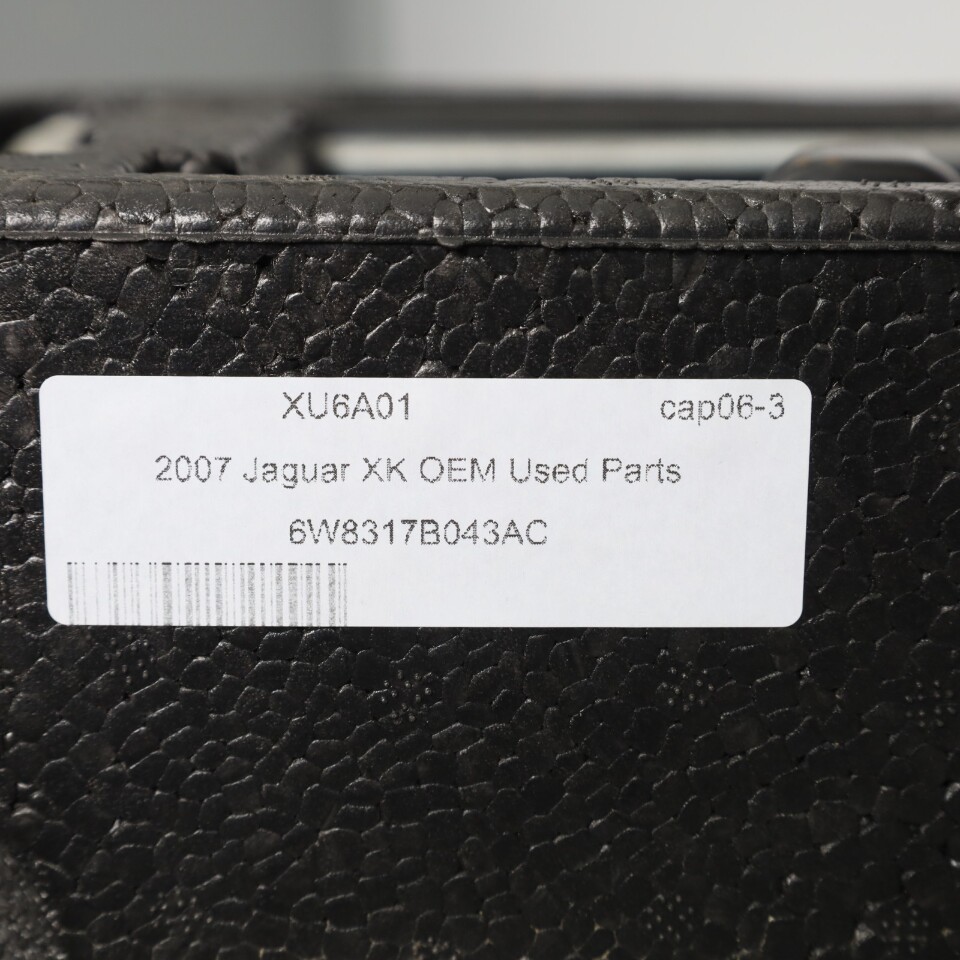 XU6A01 cap06-3
2007 Jaguar XK OEM Used Parts
6W8317B043AC